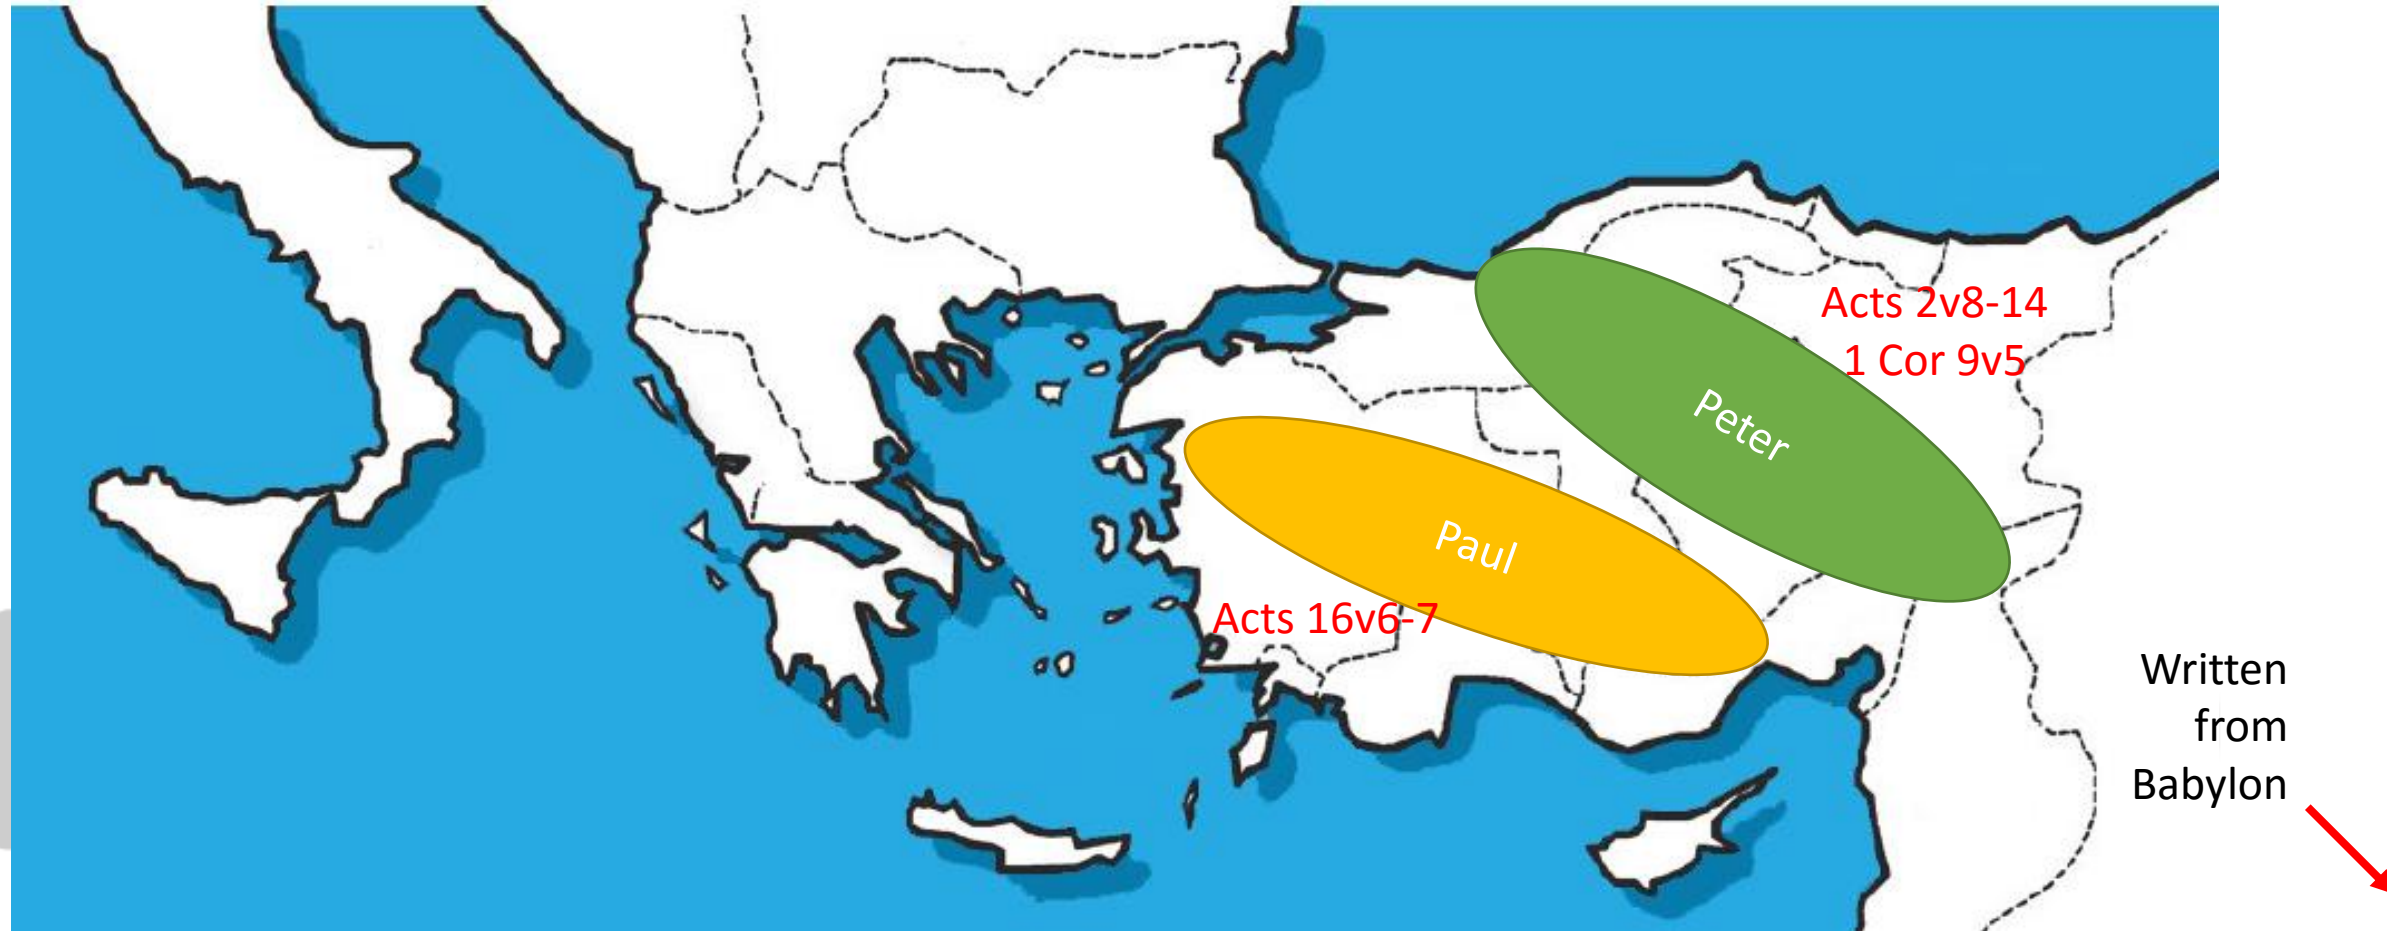 Acts 2v8-14
1 Cor 9v5
Peter
Paul
Acts 16v6-7
Written
from
Babylon